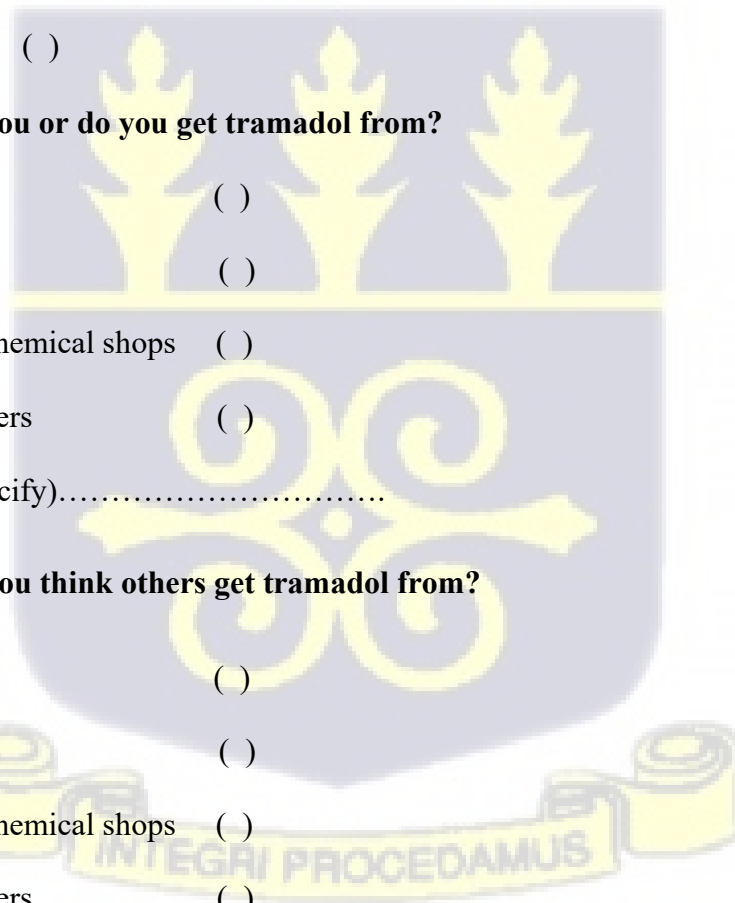 ( )
ou or do you get tramadol from?
( )
( )
hemical shops ( )
ers ( )
cify)…………………………….
ou think others get tramadol from?
( )
( )
hemical shops ( )
INTEGRI PROCEDAMUS
ers ( )